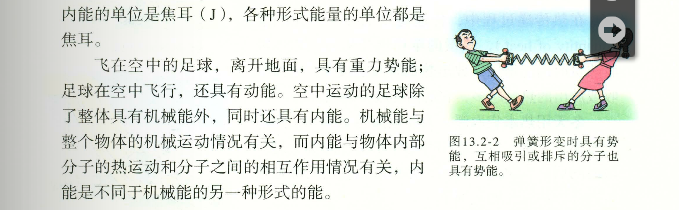 内能的单位是焦耳（J），各种形式能量的单位都是
焦耳。
飞在空中的足球，离开地面，具有重力势能；
足球在空中飞行，还具有动能。空中运动的足球除
了整体具有机械能外，同时还具有内能。机械能与
整个物体的机械运动情况有关，而内能与物体内部
分子的热运动和分子之间的相互作用情况有关，内
能是不同于机械能的另一种形式的能。
图13.2-2 弹簧形变时具有势
能，互相吸引或排斥的分子也
具有势能。